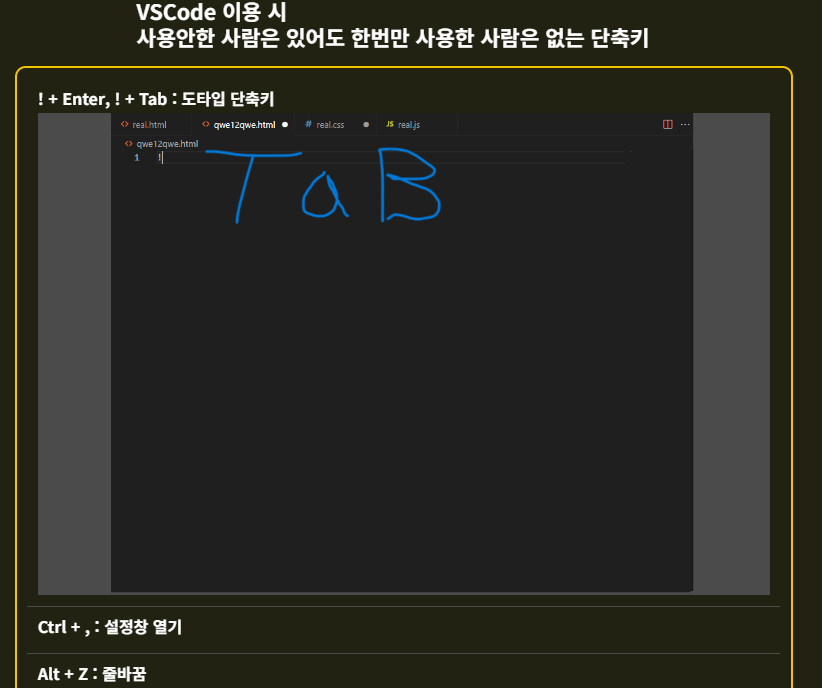 VSCode 이용 시
사용안한 사람은 있어도 한번만 사용한 사람은 없는 단축키
! + Enter, ! + Tab : 도타입 단축키
real.html qwe12qwe.html # real.css JS real.js ...
qwe12qwe.html
1 !
TaB
Ctrl + , : 설정창 열기
Alt + Z : 줄바꿈